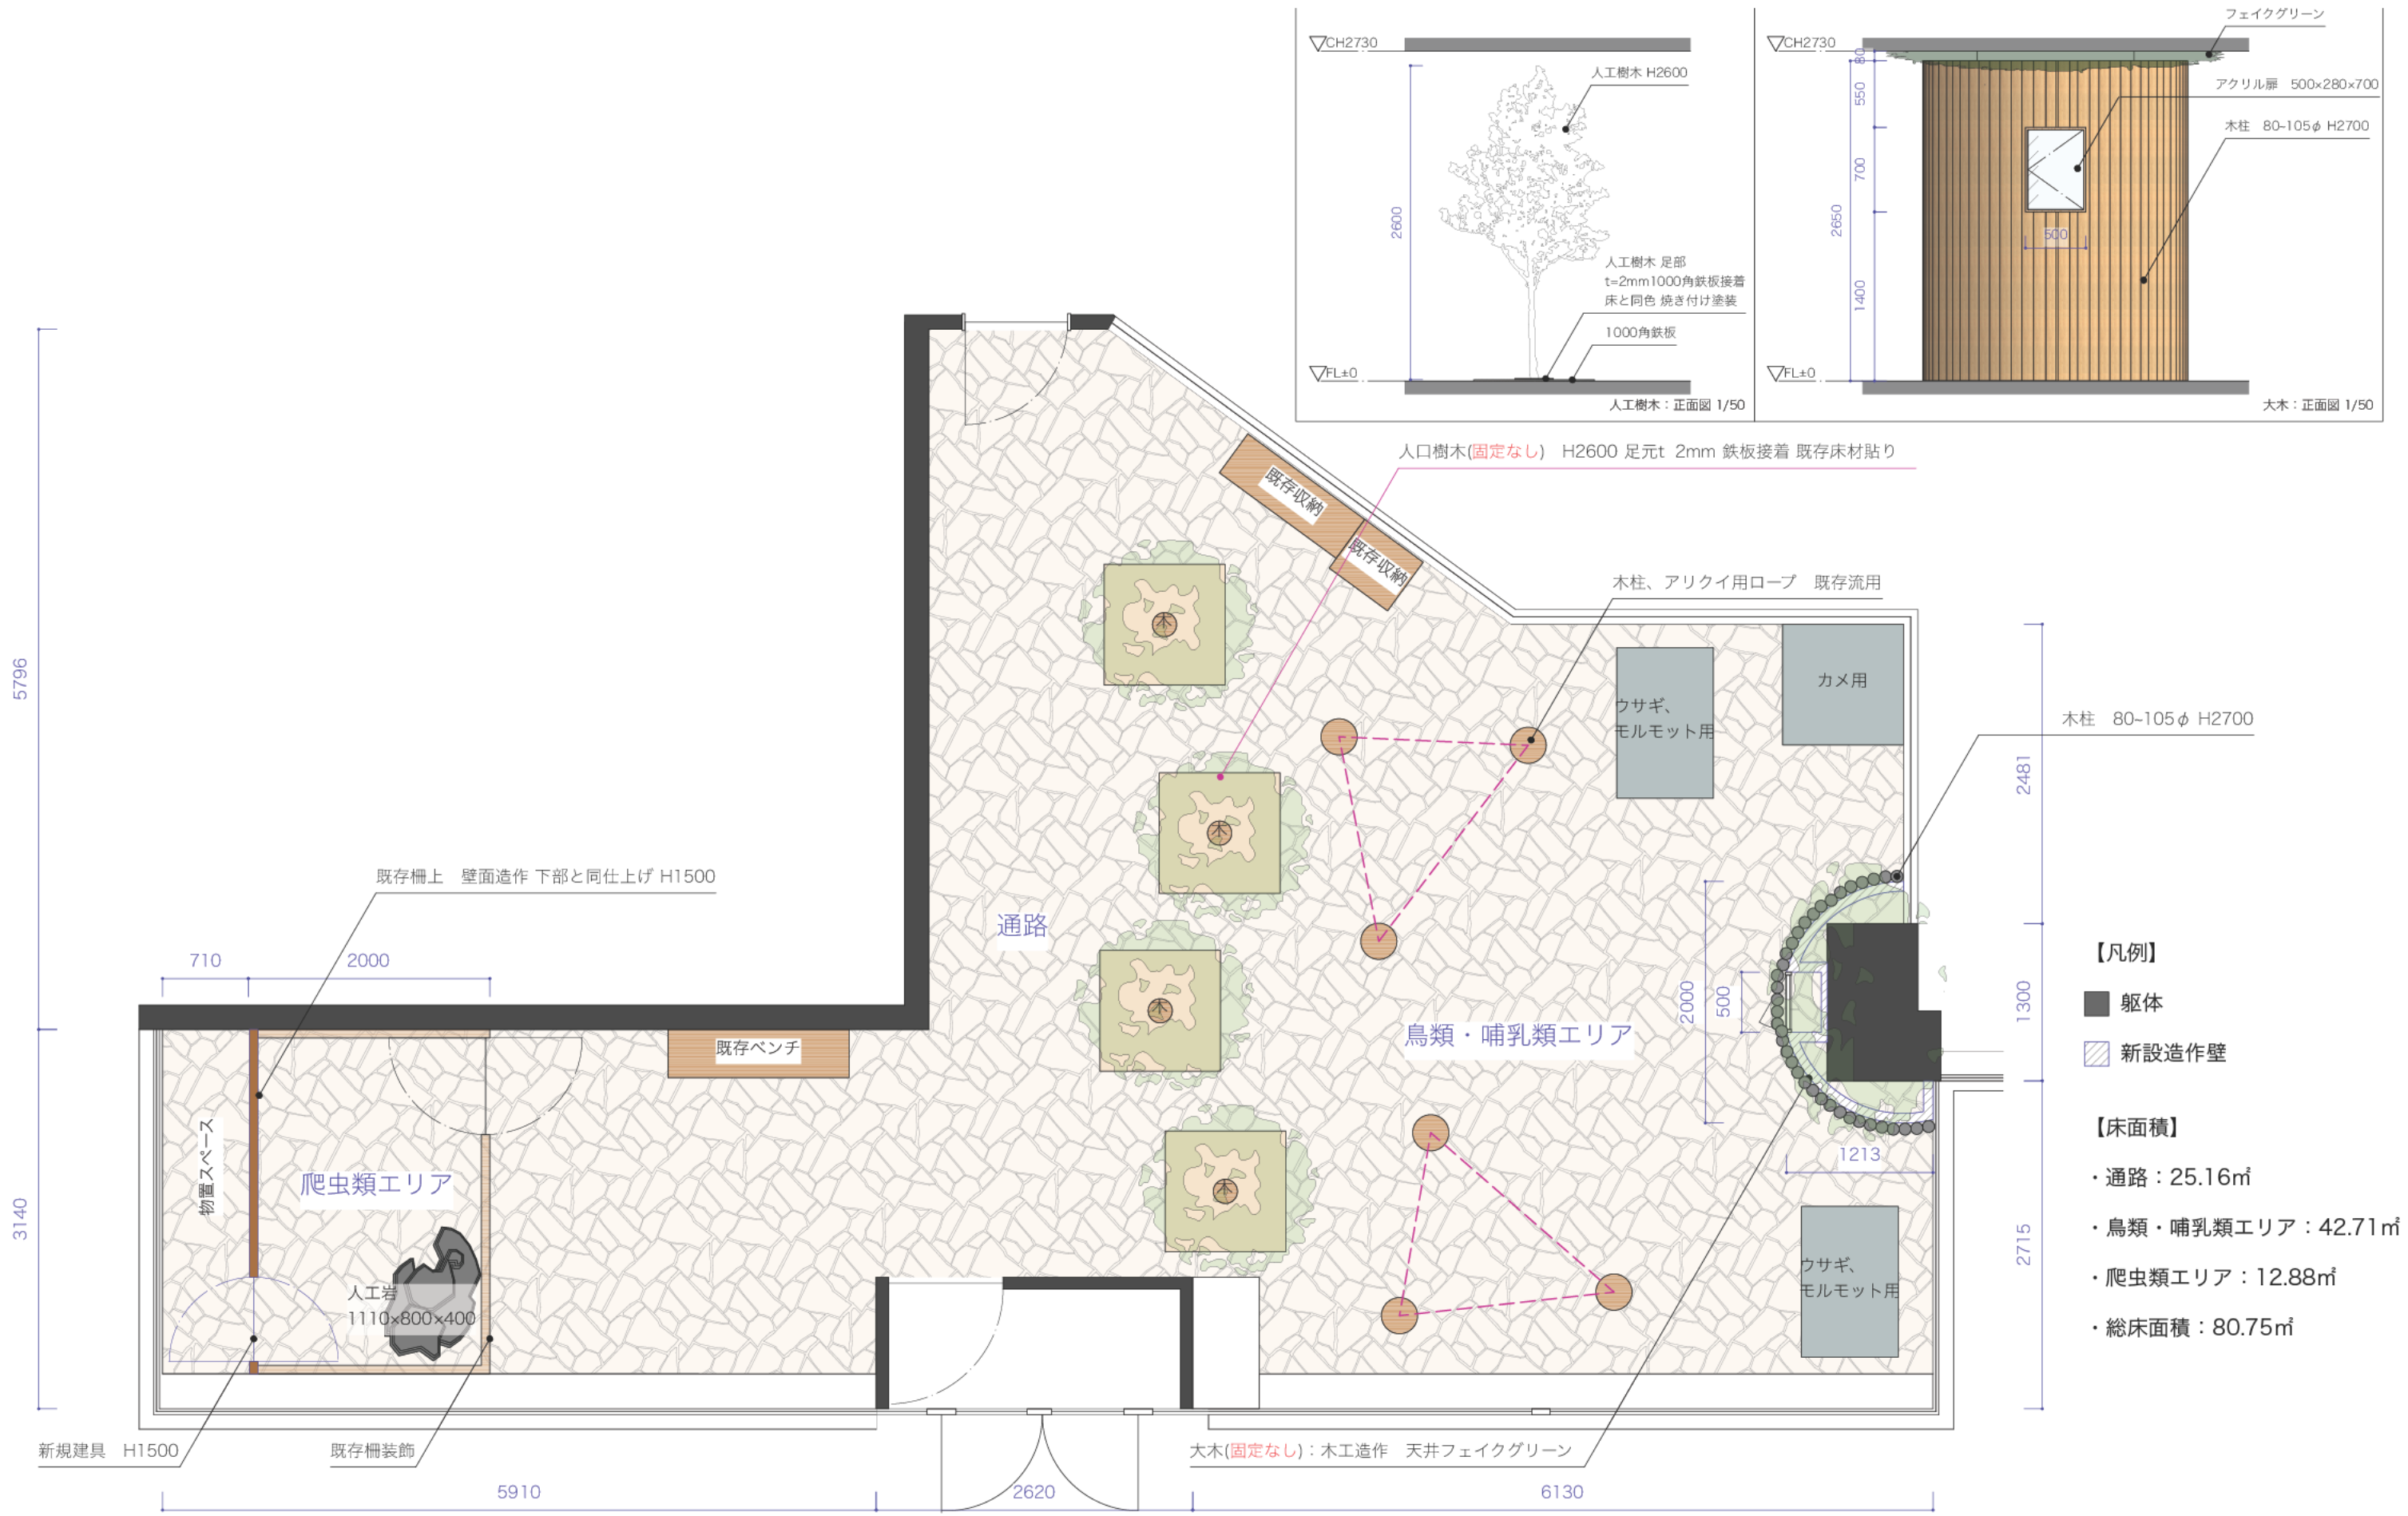 フェイクグリーン
▽CH2730
▽CH2730
80
人工樹木 H2600
アクリル扉 500×280×700
550
木柱 80~105φ H2700
700
2600
2650
500
人工樹木 足部
t=2mm1000角鉄板接着
床と同色 焼き付け塗装
1400
1000角鉄板
▽FL±0
▽FL±0
人工樹木：正面図 1/50
大木：正面図 1/50
人口樹木(固定なし) H2600 足元t 2mm 鉄板接着 既存床材貼り
既存収納
既存収納
木柱、アリクイ用ロープ 既存流用
木
カメ用
5796
ウサギ、
モルモット用
木柱 80~105φ H2700
2481
木
既存柵上 壁面造作 下部と同仕上げ H1500
通路
710
2000
【凡例】
2000
500
1300
躯体
木
鳥類・哺乳類エリア
既存ベンチ
新設造作壁
【床面積】
物置スペース
爬虫類エリア
1213
・通路：25.16㎡
木
3140
・鳥類・哺乳類エリア：42.71㎡
2715
ウサギ、
モルモット用
・爬虫類エリア：12.88㎡
人工岩
1110×800×400
・総床面積：80.75㎡
新規建具 H1500
既存柵装飾
大木(固定なし)：木工造作 天井フェイクグリーン
5910
2620
6130